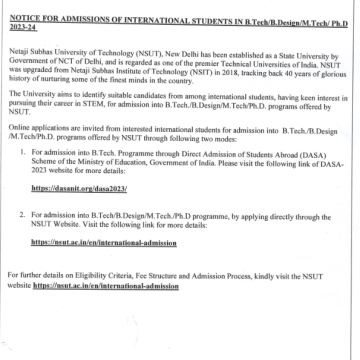 NOTICE FOR ADMISSIONS OF INTERNATIONAL STUDENTS IN B.Tech/B.Design/M.Tech/ Ph.D
2023-24
Netaji Subhas University of Technology (NSUT), New Delhi has been established as a State University by
Government of NCT of Delhi, and is regarded as one of the premier Technical Universities of India. NSUT
was upgraded from Netaji Subhas Institute of Technology (NSIT) in 2018, tracking back 40 years of glorious
history of nurturing some of the finest minds in the country.
The University aims to identify suitable candidates from among international students, having keen interest in
pursuing their career in STEM, for admission into B.Tech./B.Design/M.Tech/Ph.D. programs offered by
NSUT.
Online applications are invited from interested international students for admission into B.Tech./B.Design
/M.Tech/Ph.D. programs offered by NSUT through following two modes:
1. For admission into B.Tech. Programme through Direct Admission of Students Abroad (DASA)
Scheme of the Ministry of Education, Government of India. Please visit the following link of DASA-
2023 website for more details:
https://dasanit.org/dasa2023/
2. For admission into B.Tech/B.Design/M.Tech./Ph.D programme, by applying directly through the
NSUT Website. Visit the following link for more details:
https://nsut.ac.in/en/international-admission
For further details on Eligibility Criteria, Fee Structure and Admission Process, kindly visit the NSUT
website https://nsut.ac.in/en/international-admission